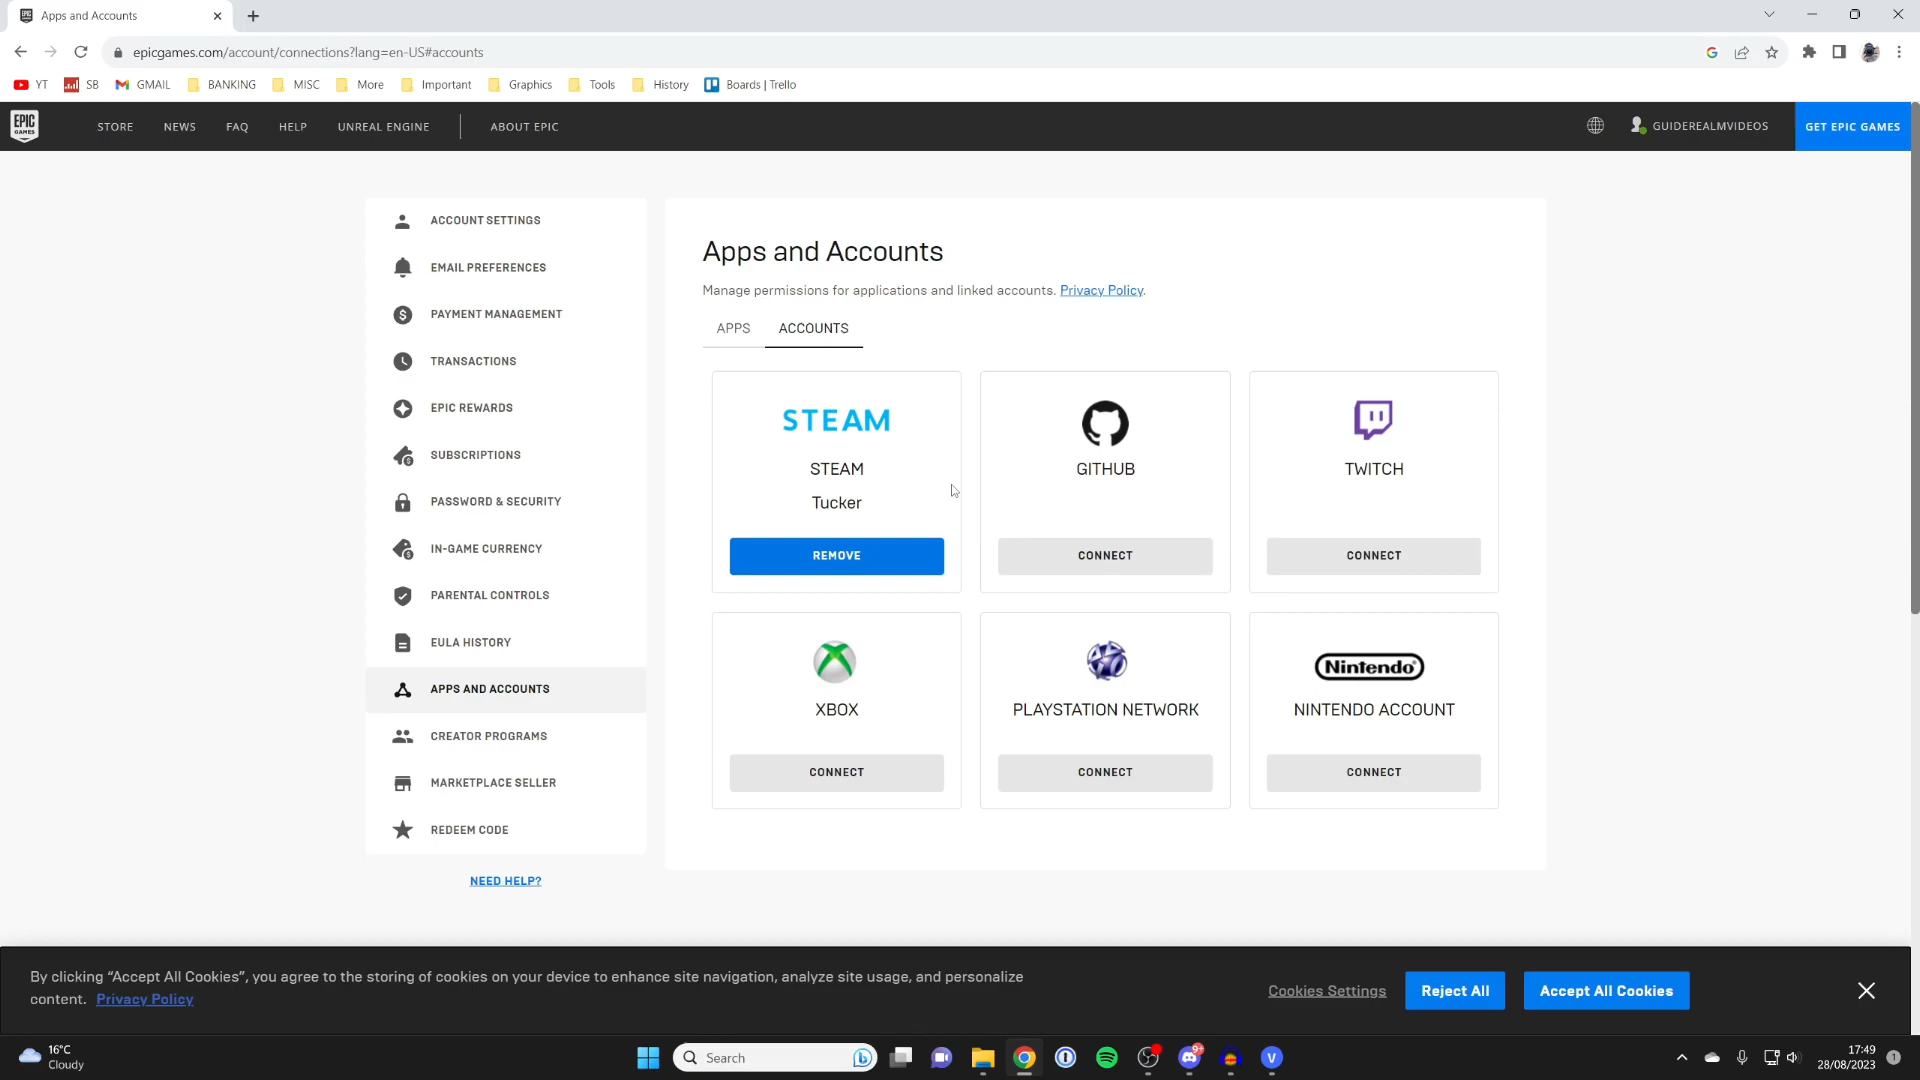 Apps and Accounts
epicgames.com/account/connections?lang=en-US#accounts
YT SB GMAIL BANKING MISC More Important Graphics Tools History Boards | Trello
EPIC GAMES STORE NEWS FAQ HELP UNREAL ENGINE ABOUT EPIC GUIDEREALMVIDEOS GET EPIC GAMES
ACCOUNT SETTINGS
EMAIL PREFERENCES
PAYMENT MANAGEMENT
TRANSACTIONS
EPIC REWARDS
SUBSCRIPTIONS
PASSWORD & SECURITY
IN-GAME CURRENCY
PARENTAL CONTROLS
EULA HISTORY
APPS AND ACCOUNTS
CREATOR PROGRAMS
MARKETPLACE SELLER
REDEEM CODE
NEED HELP?
Apps and Accounts
Manage permissions for applications and linked accounts. Privacy Policy.
APPS ACCOUNTS
STEAM
STEAM
Tucker
REMOVE
GITHUB
CONNECT
TWITCH
CONNECT
XBOX
CONNECT
PLAYSTATION NETWORK
CONNECT
Nintendo
NINTENDO ACCOUNT
CONNECT
By clicking “Accept All Cookies”, you agree to the storing of cookies on your device to enhance site navigation, analyze site usage, and personalize
content. Privacy Policy
Cookies Settings Reject All Accept All Cookies
16°C
Cloudy
Search
9+
V
17:49
28/08/2023
1